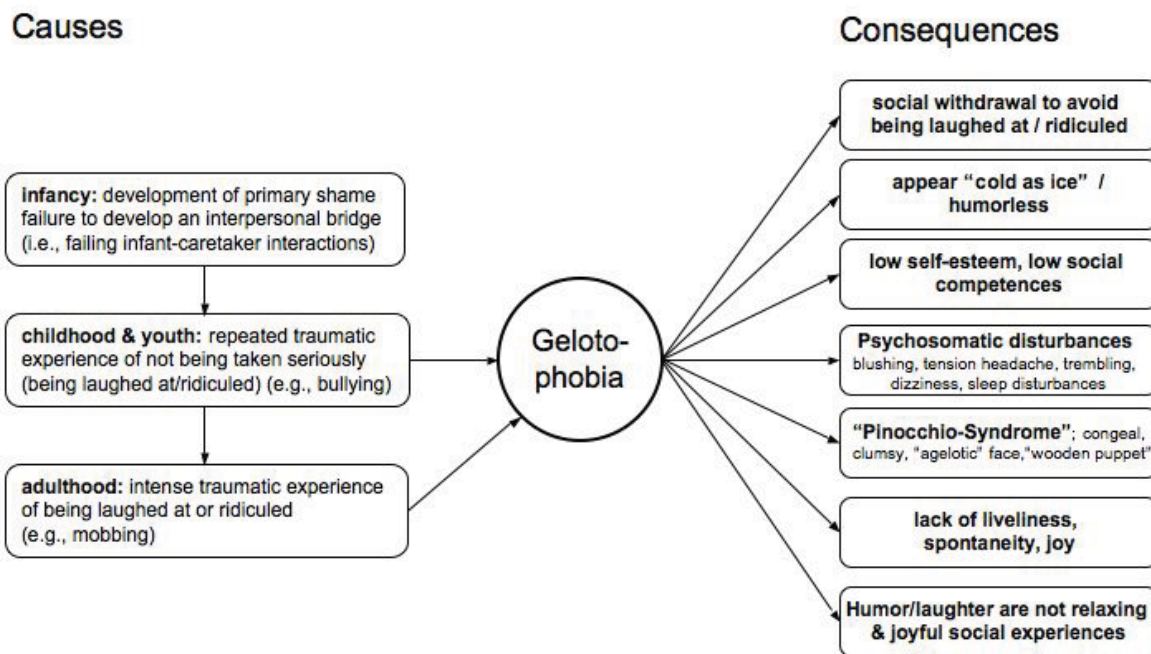 Causes
Consequences
infancy: development of primary shame
failure to develop an interpersonal bridge
(i.e., failing infant-caretaker interactions)
childhood & youth: repeated traumatic
experience of not being taken seriously
(being laughed at/ridiculed) (e.g., bullying)
adulthood: intense traumatic experience
of being laughed at or ridiculed
(e.g., mobbing)
Geloto-
phobia
social withdrawal to avoid
being laughed at / ridiculed
appear “cold as ice” /
humorless
low self-esteem, low social
competences
Psychosomatic disturbances
blushing, tension headache, trembling,
dizziness, sleep disturbances
“Pinocchio-Syndrome”; congeal,
clumsy, "agelotic" face,"wooden puppet"
lack of liveliness,
spontaneity, joy
Humor/laughter are not relaxing
& joyful social experiences